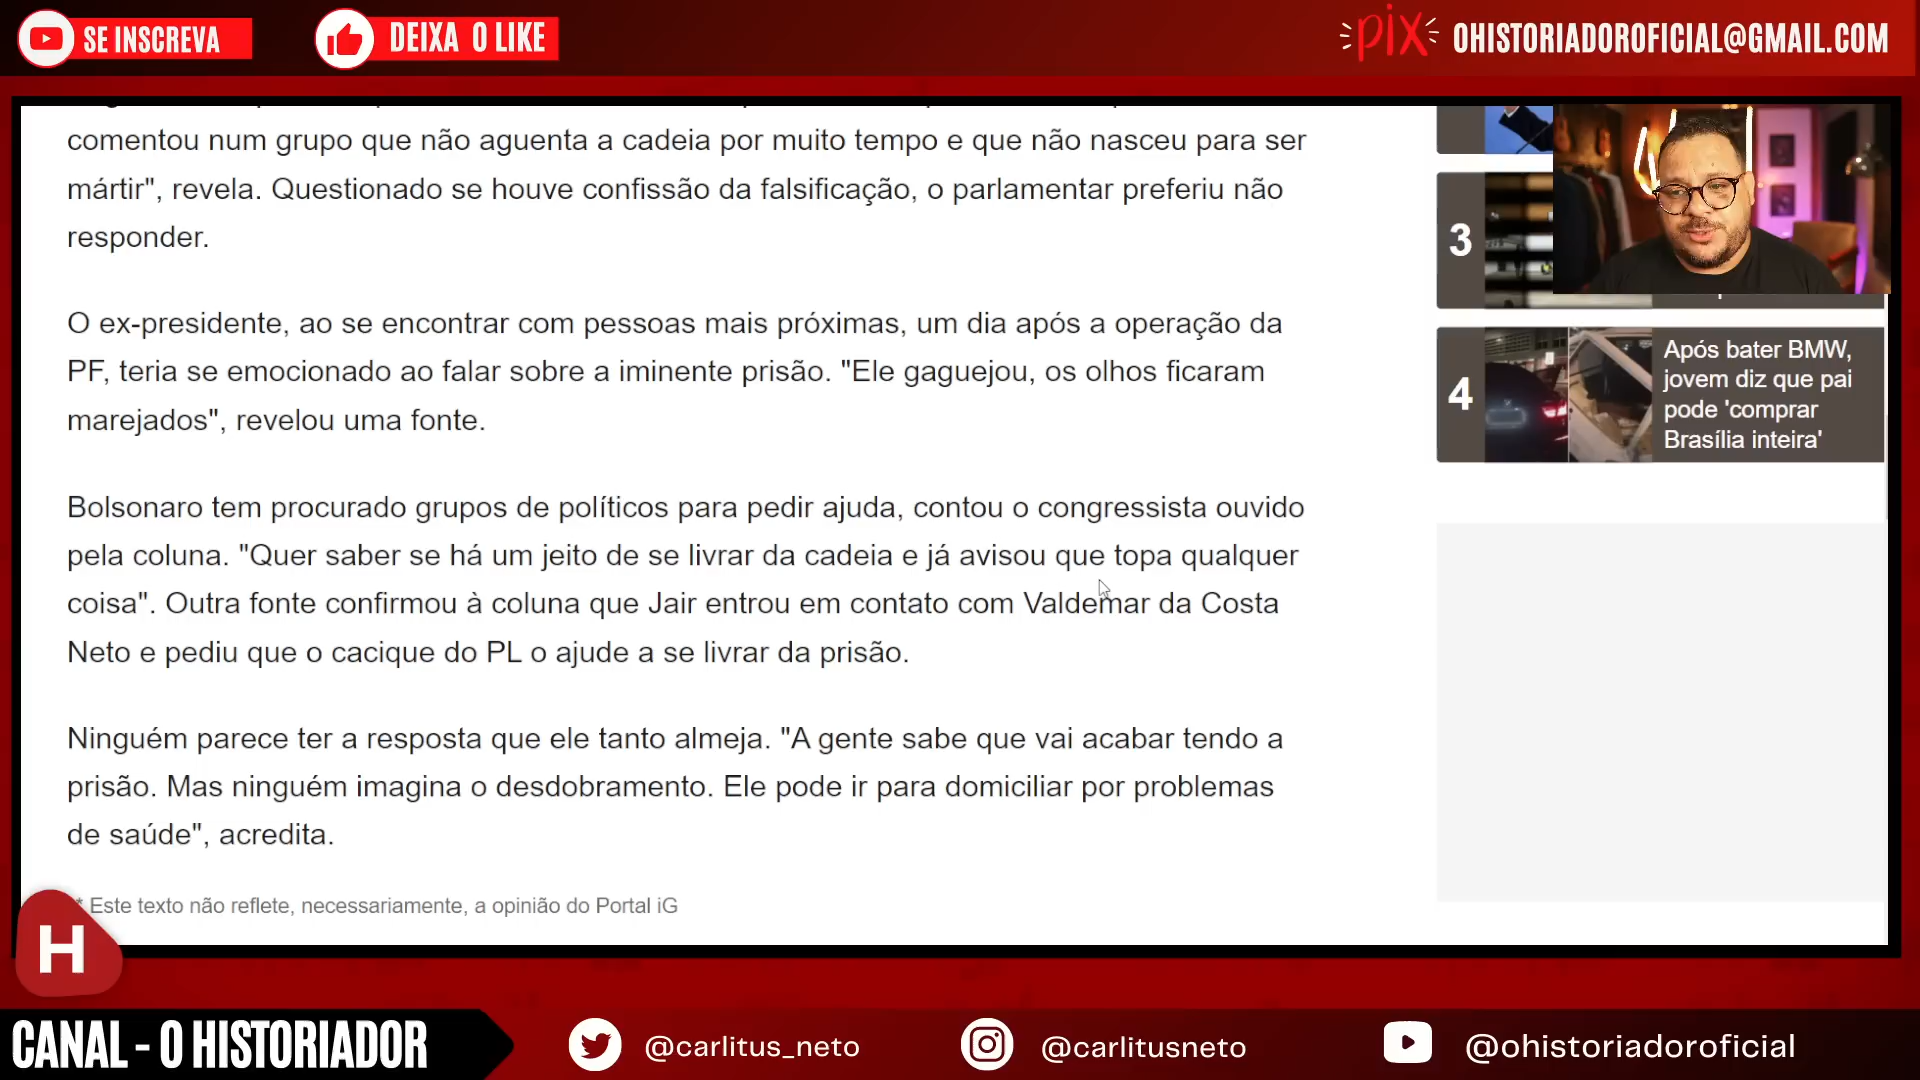 SE INSCREVA
DEIXA O LIKE
pix
OHISTORIADOROFICIAL@GMAIL.COM
comentou num grupo que não aguenta a cadeia por muito tempo e que não nasceu para ser
mártir", revela. Questionado se houve confissão da falsificação, o parlamentar preferiu não
responder.
O ex-presidente, ao se encontrar com pessoas mais próximas, um dia após a operação da
PF, teria se emocionado ao falar sobre a iminente prisão. "Ele gaguejou, os olhos ficaram
marejados", revelou uma fonte.
Bolsonaro tem procurado grupos de políticos para pedir ajuda, contou o congressista ouvido
pela coluna. "Quer saber se há um jeito de se livrar da cadeia e já avisou que topa qualquer
coisa". Outra fonte confirmou à coluna que Jair entrou em contato com Valdemar da Costa
Neto e pediu que o cacique do PL o ajude a se livrar da prisão.
Ninguém parece ter a resposta que ele tanto almeja. "A gente sabe que vai acabar tendo a
prisão. Mas ninguém imagina o desdobramento. Ele pode ir para domiciliar por problemas
de saúde", acredita.
* Este texto não reflete, necessariamente, a opinião do Portal iG
3
4
Após bater BMW,
jovem diz que pai
pode 'comprar
Brasília inteira'
H
CANAL - O HISTORIADOR
@carlitus_neto
@carlitusneto
@ohistoriadoroficial